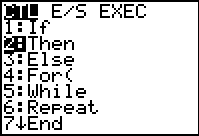 CTL E/S EXEC
1:If
2:Then
3:Else
4:For(
5:While
6:Repeat
7↓End